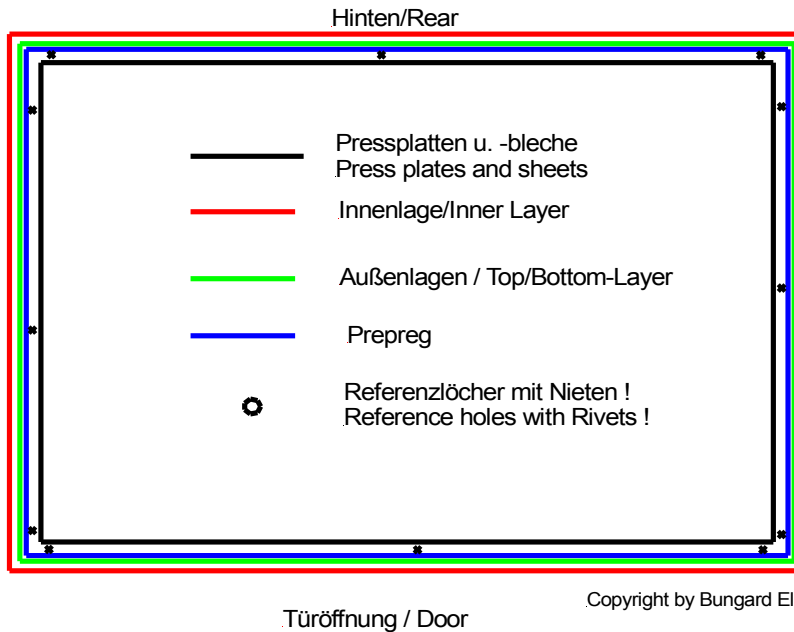 Hinten/Rear
Pressplatten u. -bleche
Press plates and sheets
Innenlage/Inner Layer
Außenlagen / Top/Bottom-Layer
Prepreg
Referenzlöcher mit Nieten !
Reference holes with Rivets !
Copyright by Bungard El
Türöffnung / Door